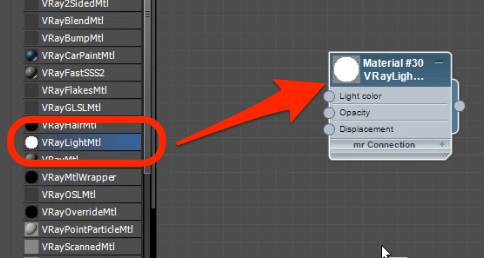 VRay2SidedMtl
VRayBlendMtl
VRayBumpMtl
VRayCarPaintMtl
VRayFastSSS2
VRayFlakesMtl
VRayGLSLMtl
VRayHairMtl
VRayLightMtl
VRayMtl
VRayMtlWrapper
VRayOSLMtl
VRayOverrideMtl
VRayPointParticleMtl
VRayScannedMtl
Material #30
VRayLigh...
Light color
Opacity
Displacement
mr Connection